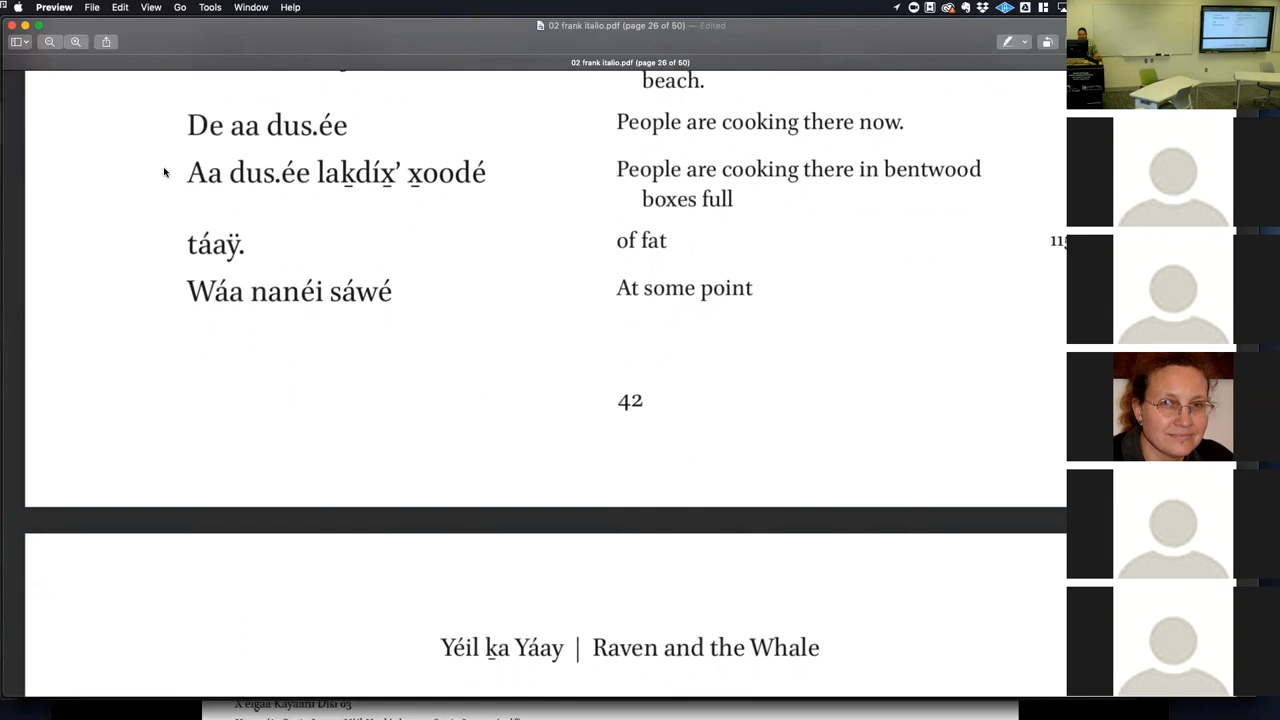 Preview File Edit View Go Tools Window Help
02 frank italio.pdf (page 26 of 50) — Edited
02 frank italio.pdf (page 26 of 50)
beach.
De aa dus.ée
People are cooking there now.
Aa dus.ée laḵdíx̱’ x̱oodé
People are cooking there in bentwood
boxes full
táaÿ.
of fat
Wáa nanéi sáwé
At some point
42
Yéil ḵa Yáay | Raven and the Whale